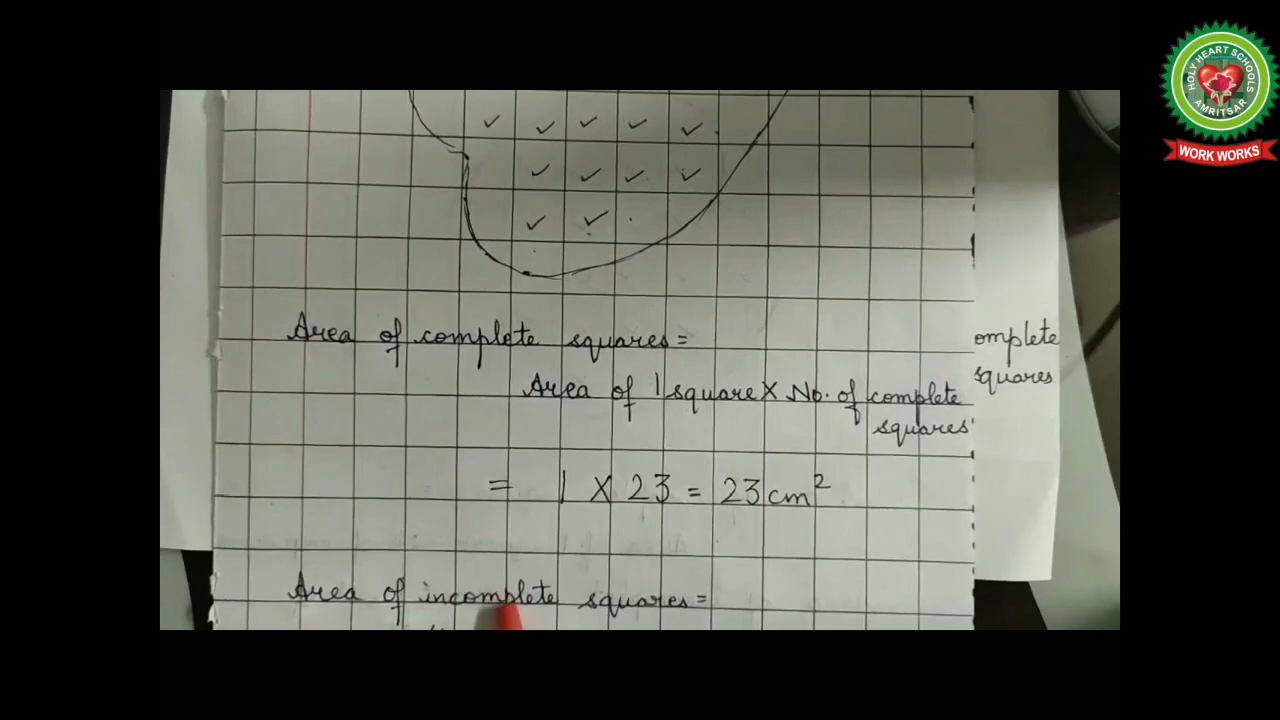 HOLY HEART SCHOOLS
AMRITSAR
WORK WORKS
Area of complete squares =
omplete
squares
Area of 1 square X No. of complete
squares
= 1 X 23 = 23 cm²
Area of incomplete squares =